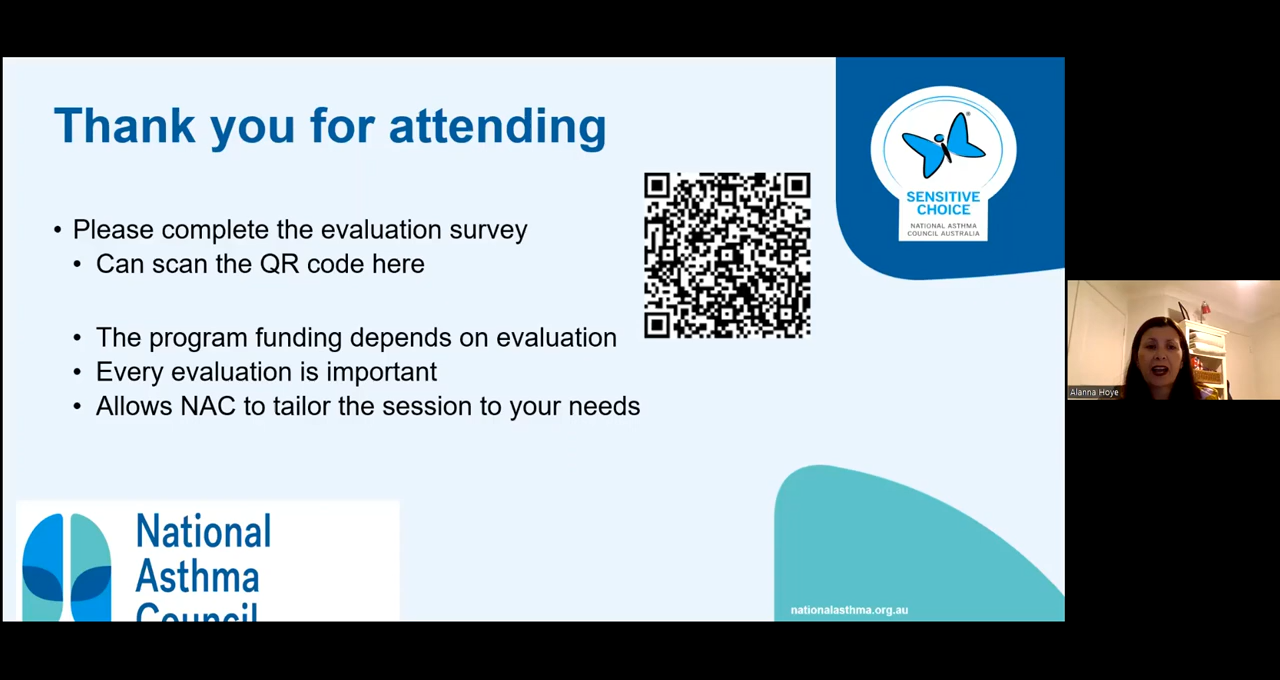 Thank you for attending
• Please complete the evaluation survey
• Can scan the QR code here
• The program funding depends on evaluation
• Every evaluation is important
• Allows NAC to tailor the session to your needs
SENSITIVE
CHOICE
®
NATIONAL ASTHMA
COUNCIL AUSTRALIA
Alanna Hoye
National
Asthma
Council
nationalasthma.org.au